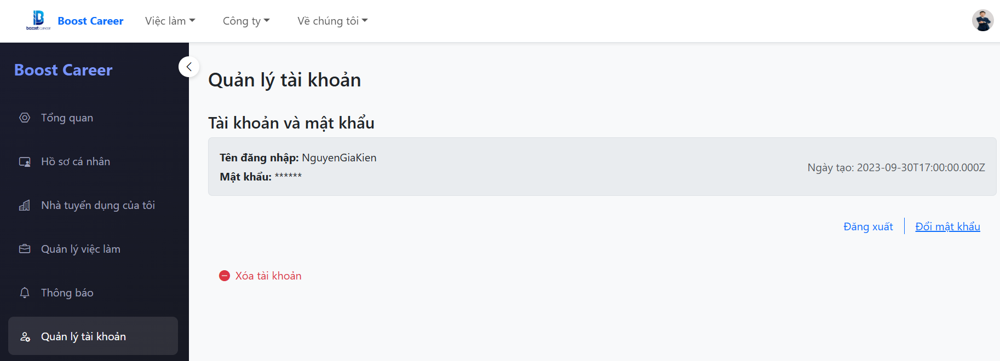 boost career
Boost Career
Việc làm
Công ty
Về chúng tôi
Boost Career
Tổng quan
Hồ sơ cá nhân
Nhà tuyển dụng của tôi
Quản lý việc làm
Thông báo
Quản lý tài khoản
Quản lý tài khoản
Tài khoản và mật khẩu
Tên đăng nhập: NguyenGiaKien
Mật khẩu: ******
Ngày tạo: 2023-09-30T17:00:00.000Z
Đăng xuất
Đổi mật khẩu
Xóa tài khoản